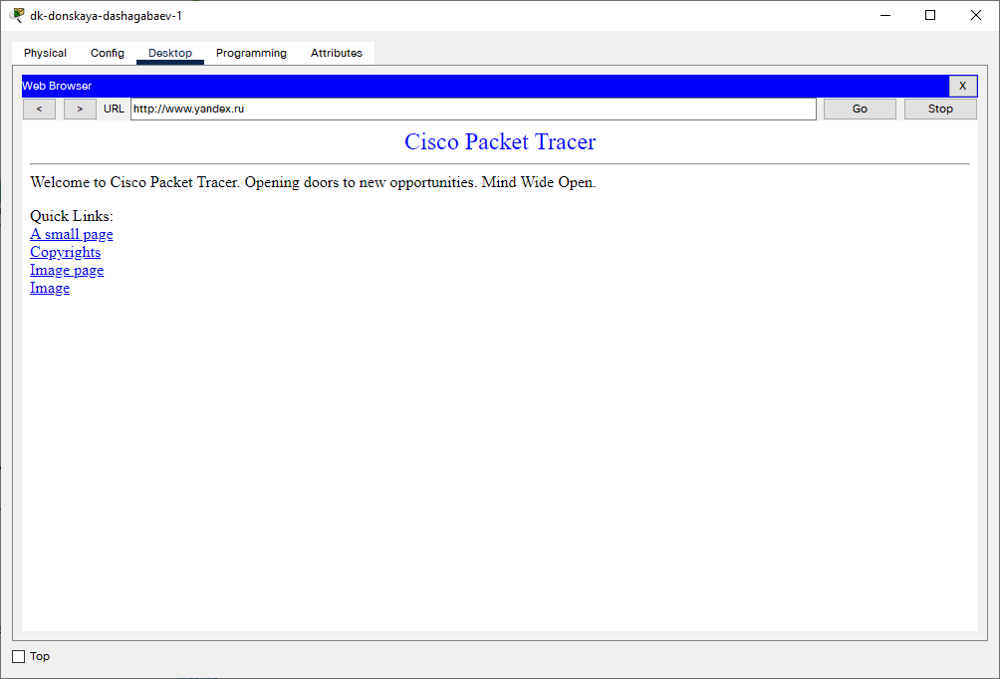 dk-donskaya-dashagabaev-1
Physical Config Desktop Programming Attributes
Web Browser X
< > URL http://www.yandex.ru Go Stop
Cisco Packet Tracer
Welcome to Cisco Packet Tracer. Opening doors to new opportunities. Mind Wide Open.
Quick Links:
A small page
Copyrights
Image page
Image
Top